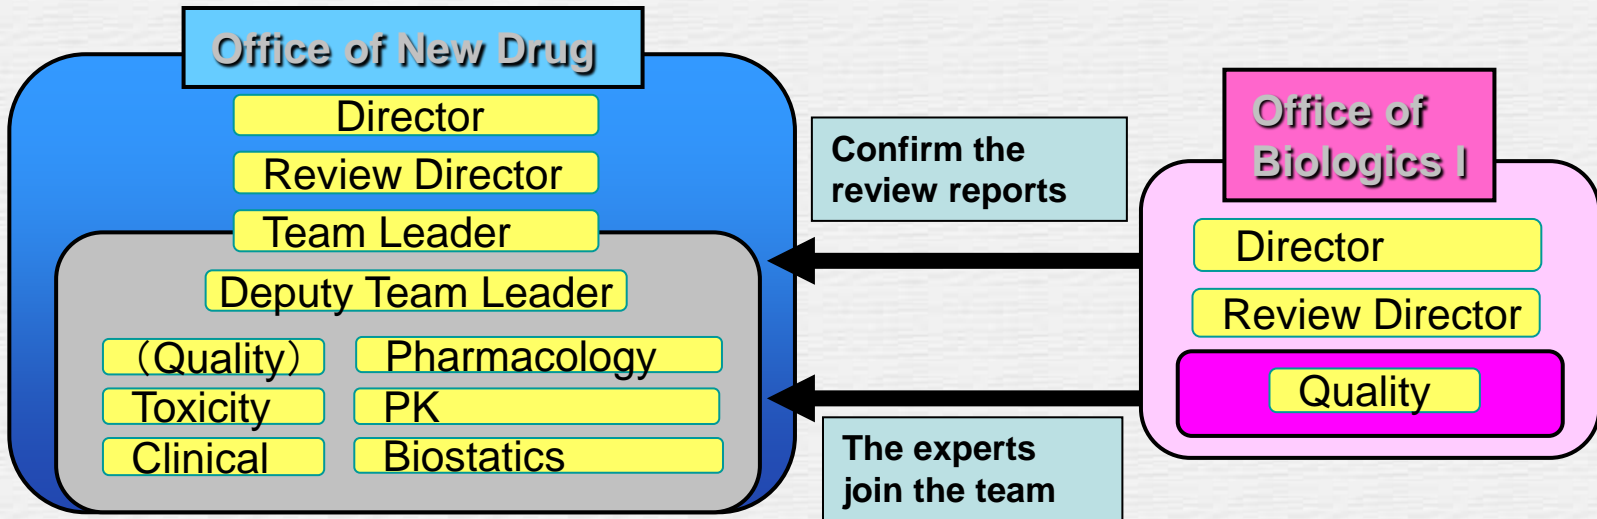 Office of New Drug
Director
Review Director
Team Leader
Deputy Team Leader
（Quality）
Pharmacology
Toxicity
PK
Clinical
Biostatics
Confirm the
review reports
The experts
join the team
Office of
Biologics I
Director
Review Director
Quality